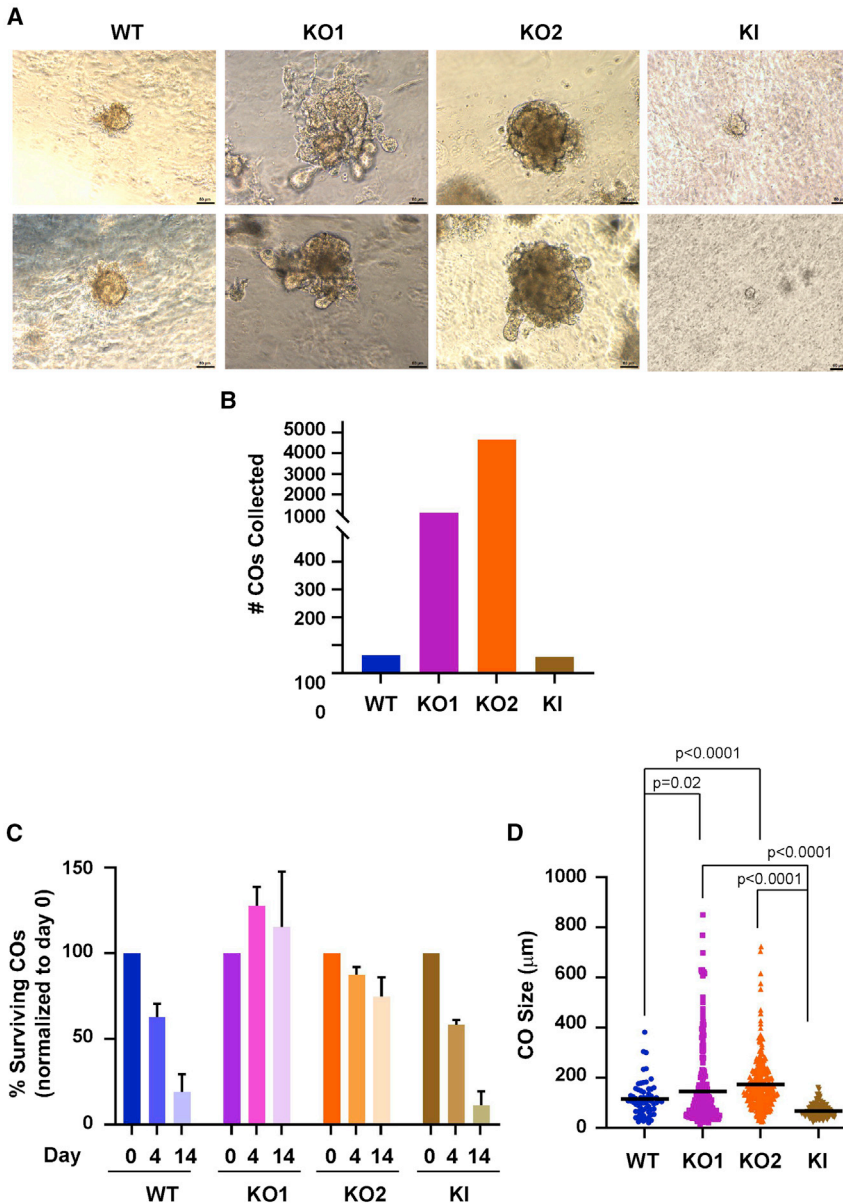 A
WT KO1 KO2 KI
B
# COs Collected
5000
4000
3000
2000
1000
400
300
200
100
0
WT KO1 KO2 KI
C
% Surviving COs
(normalized to day 0)
150
100
50
0
Day 0 4 14 0 4 14 0 4 14 0 4 14
WT KO1 KO2 KI
D
p<0.0001
p=0.02
p<0.0001
p<0.0001
CO Size (μm)
1000
800
600
400
200
0
WT KO1 KO2 KI